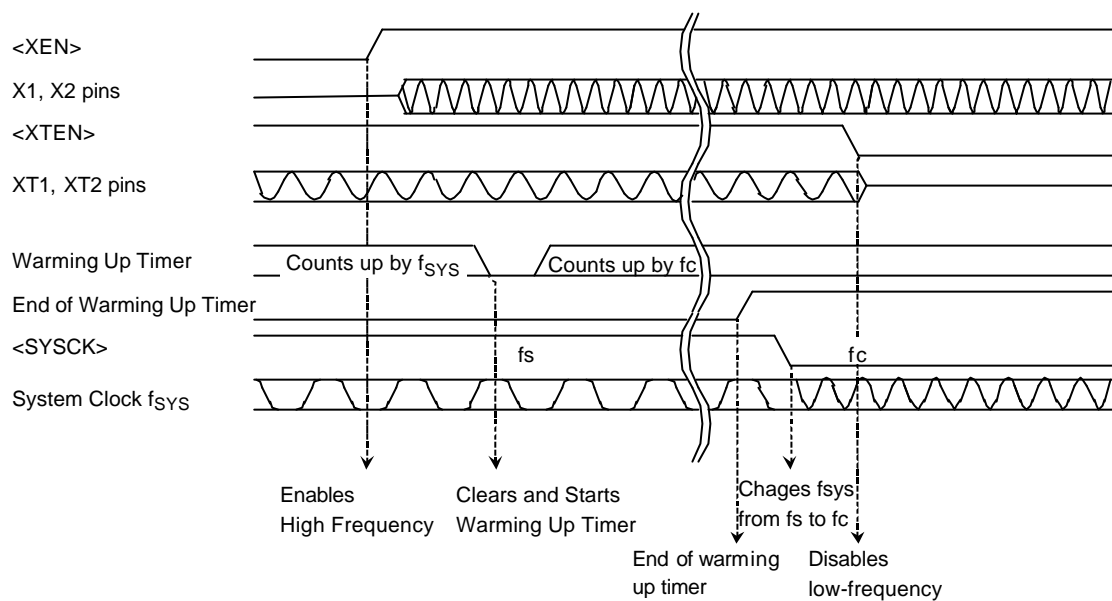 <XEN>
X1, X2 pins
<XTEN>
XT1, XT2 pins
Warming Up Timer
Counts up by fSYS
Counts up by fc
End of Warming Up Timer
<SYSCK>
fs
fc
System Clock fSYS
Enables
High Frequency
Clears and Starts
Warming Up Timer
Chages fsys
from fs to fc
End of warming
up timer
Disables
low-frequency